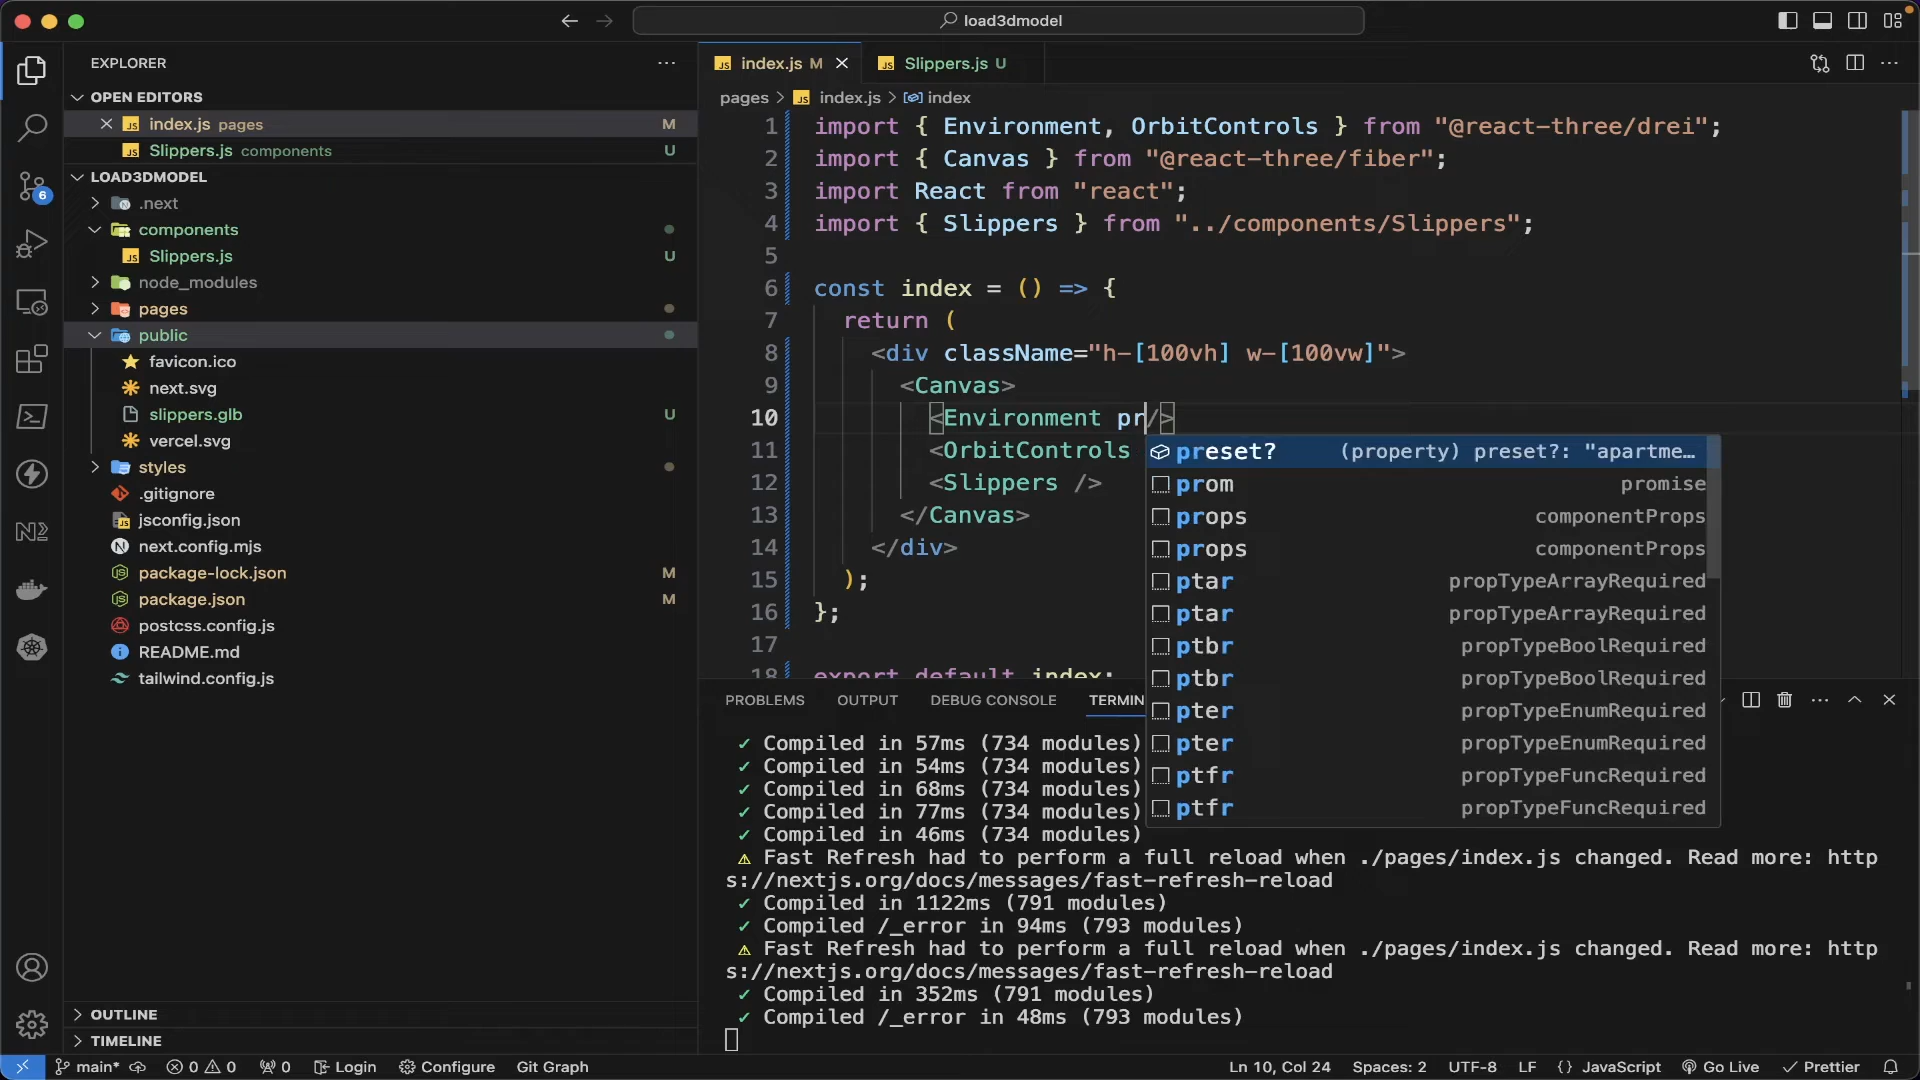 load3dmodel
EXPLORER
OPEN EDITORS
index.js pages M
Slippers.js components U
LOAD3DMODEL
.next
components
Slippers.js U
node_modules
pages
public
favicon.ico
next.svg
slippers.glb U
vercel.svg
styles
.gitignore
jsconfig.json
next.config.mjs
package-lock.json M
package.json M
postcss.config.js
README.md
tailwind.config.js
OUTLINE
TIMELINE
6
JS index.js M
JS Slippers.js U
pages > JS index.js > index
1 import { Environment, OrbitControls } from "@react-three/drei";
2 import { Canvas } from "@react-three/fiber";
3 import React from "react";
4 import { Slippers } from "../components/Slippers";
5
6 const index = () => {
7 return (
8 <div className="h-[100vh] w-[100vw]">
9 <Canvas>
10 <Environment pr/>
11 <OrbitControls
12 <Slippers />
13 </Canvas>
14 </div>
15 );
16 };
17
18 export default index;
preset? (property) preset?: "apartme...
prom promise
props componentProps
props componentProps
ptar propTypeArrayRequired
ptar propTypeArrayRequired
ptbr propTypeBoolRequired
ptbr propTypeBoolRequired
pter propTypeEnumRequired
pter propTypeEnumRequired
ptfr propTypeFuncRequired
ptfr propTypeFuncRequired
PROBLEMS OUTPUT DEBUG CONSOLE TERMIN
✓ Compiled in 57ms (734 modules)
✓ Compiled in 54ms (734 modules)
✓ Compiled in 68ms (734 modules)
✓ Compiled in 77ms (734 modules)
✓ Compiled in 46ms (734 modules)
⚠ Fast Refresh had to perform a full reload when ./pages/index.js changed. Read more: http
s://nextjs.org/docs/messages/fast-refresh-reload
✓ Compiled in 1122ms (791 modules)
✓ Compiled /_error in 94ms (793 modules)
⚠ Fast Refresh had to perform a full reload when ./pages/index.js changed. Read more: http
s://nextjs.org/docs/messages/fast-refresh-reload
✓ Compiled in 352ms (791 modules)
✓ Compiled /_error in 48ms (793 modules)
main* 0 0 0 Login Configure Git Graph Ln 10, Col 24 Spaces: 2 UTF-8 LF {} JavaScript Go Live Prettier